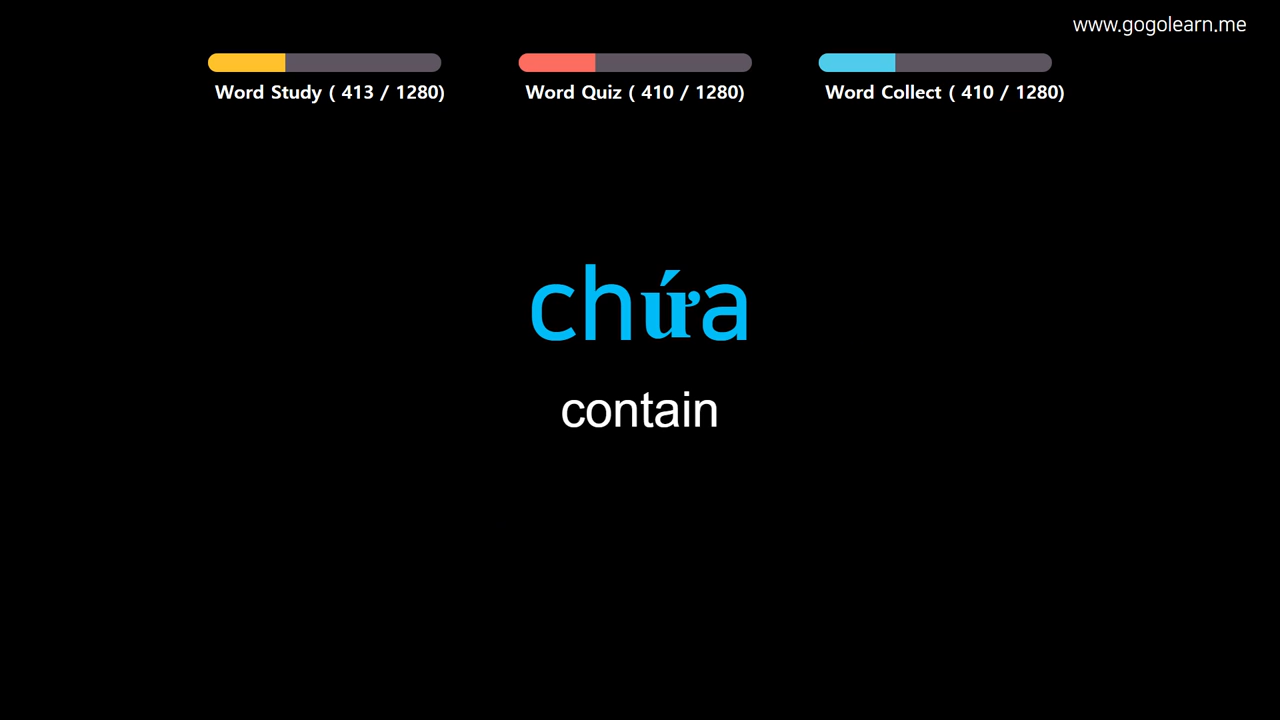 www.gogolearn.me
Word Study ( 413 / 1280)
Word Quiz ( 410 / 1280)
Word Collect ( 410 / 1280)
chứa
contain